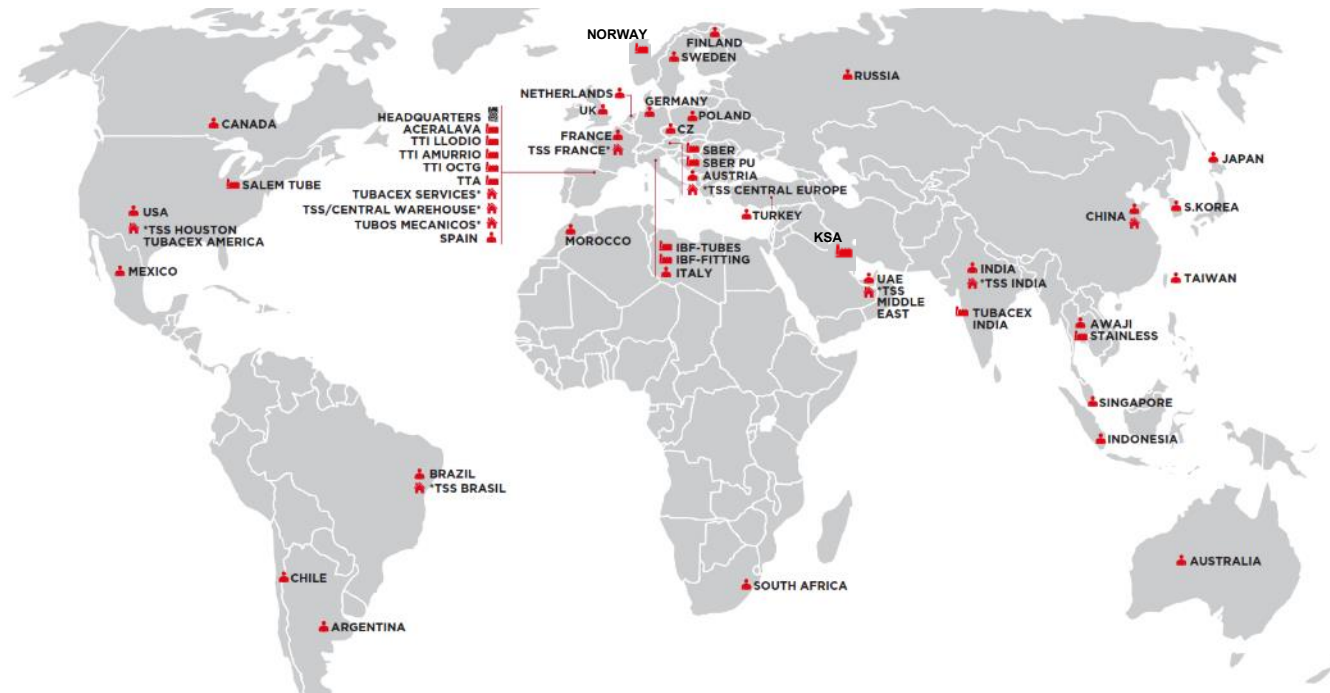 NORWAY
FINLAND
SWEDEN
RUSSIA
NETHERLANDS
GERMANY
UK
POLAND
CZ
CANADA
HEADQUARTERS
ACERALAVA
TTI LLODIO
TTI AMURRIO
TTI OCTG
TTA
TUBACEX SERVICES*
TSS/CENTRAL WAREHOUSE*
TUBOS MECANICOS*
SPAIN
FRANCE
TSS FRANCE*
SBER
SBER PU
AUSTRIA
*TSS CENTRAL EUROPE
JAPAN
SALEM TUBE
USA
*TSS HOUSTON
TUBACEX AMERICA
MEXICO
TURKEY
CHINA
S.KOREA
MOROCCO
IBF-TUBES
IBF-FITTING
ITALY
KSA
UAE
*TSS
MIDDLE
EAST
INDIA
*TSS INDIA
TAIWAN
TUBACEX
INDIA
AWAJI
STAINLESS
SINGAPORE
INDONESIA
BRAZIL
*TSS BRASIL
CHILE
ARGENTINA
SOUTH AFRICA
AUSTRALIA